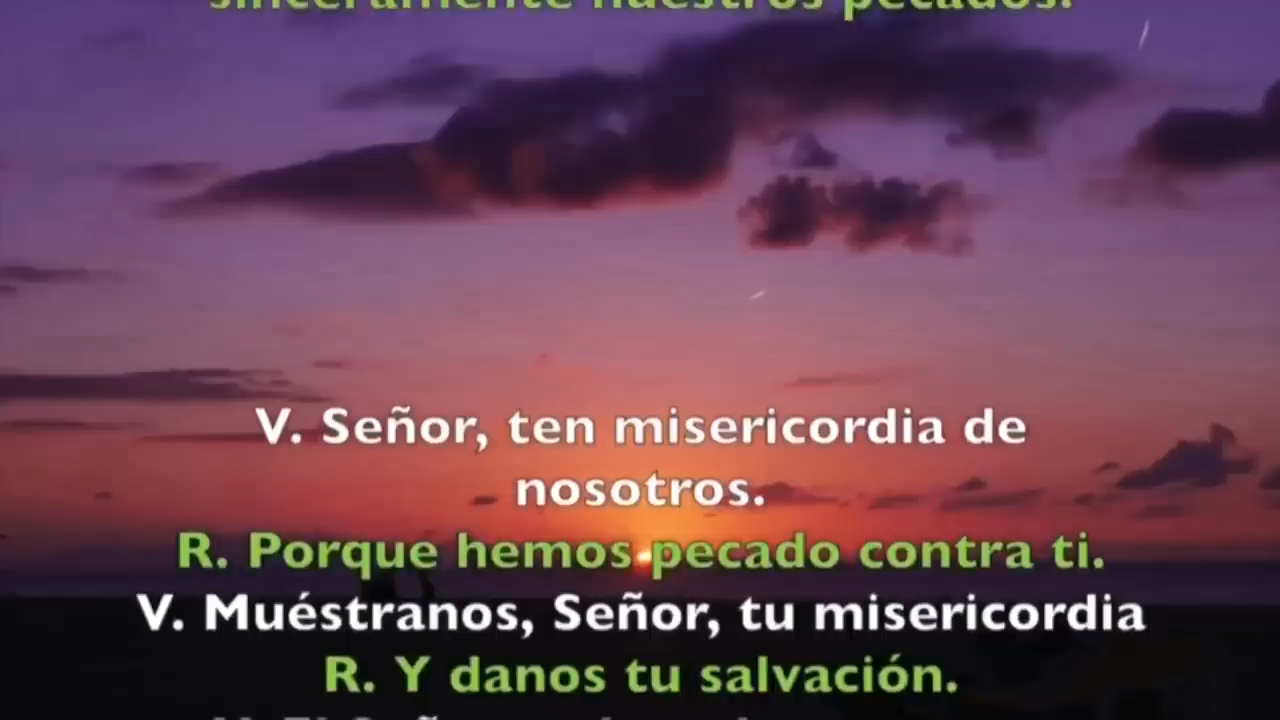 sinceramente nuestros pecados.
V. Señor, ten misericordia de
nosotros.
R. Porque hemos pecado contra ti.
V. Muéstranos, Señor, tu misericordia
R. Y danos tu salvación.